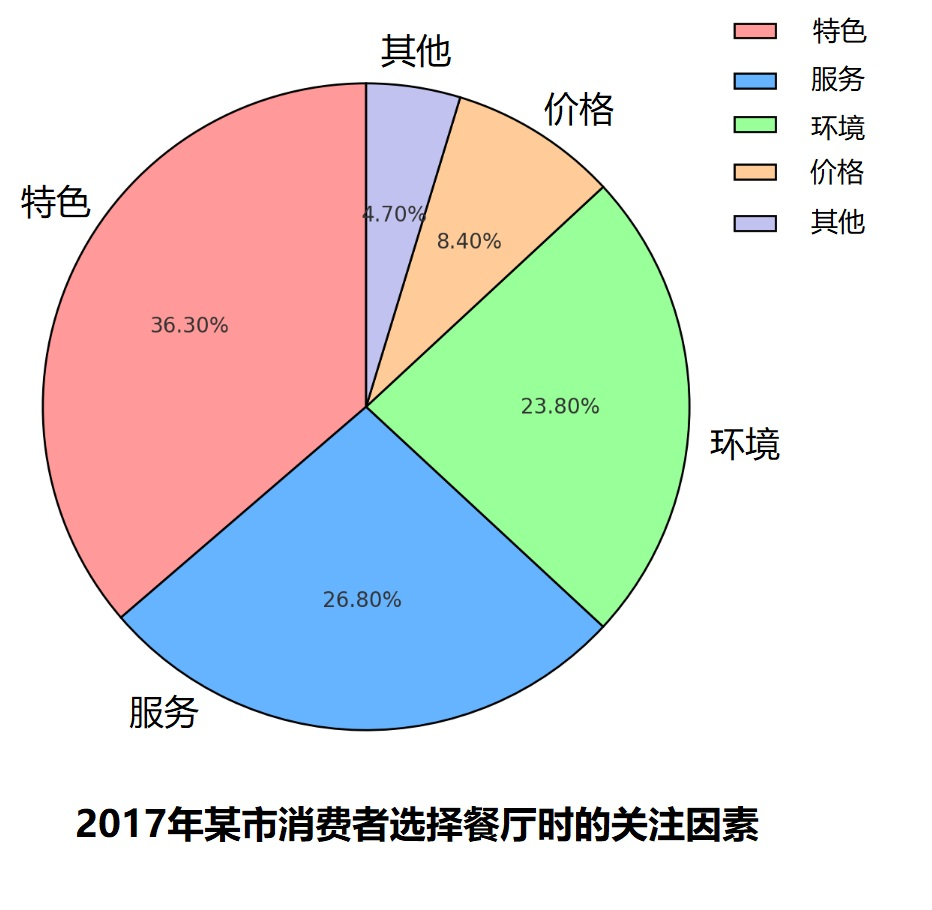 其他
价格
特色
4.70%
8.40%
36.30%
23.80%
环境
26.80%
服务
特色
服务
环境
价格
其他
2017年某市消费者选择餐厅时的关注因素